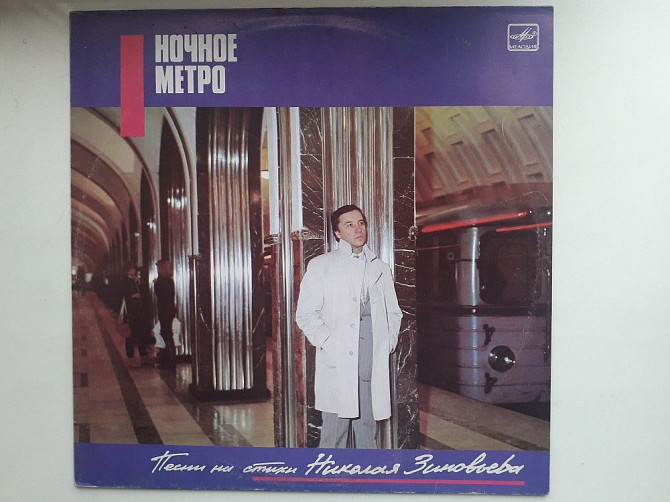 НОЧНОЕ
МЕТРО
МЕЛОДИЯ
Песни на стихи Николая Зиновьева